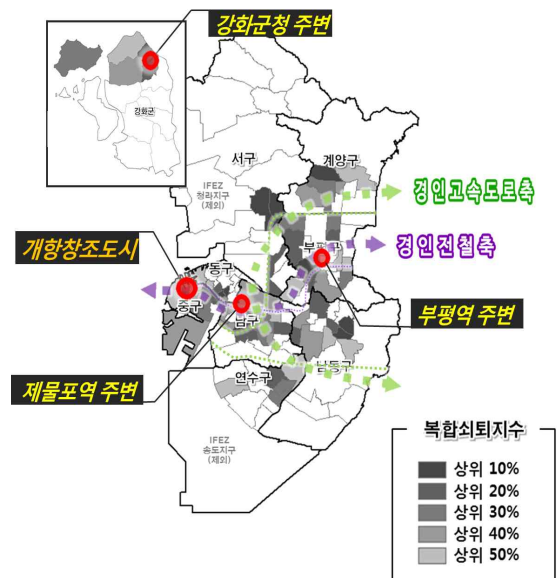 강화군청 주변
강화군
서구
계양구
IFEZ
청라지구
(제외)
경인고속도로축
개항창조도시
동구
부평구
경인전철축
중구
남구
부평역 주변
제물포역 주변
연수구
남동구
IFEZ
송도지구
(제외)
복합쇠퇴지수
상위 10%
상위 20%
상위 30%
상위 40%
상위 50%